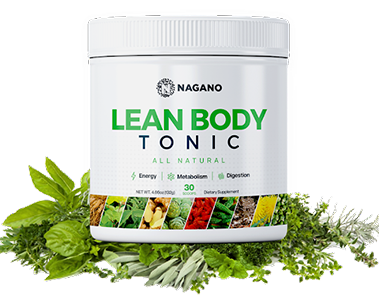 NAGANO
LEAN BODY
TONIC
ALL NATURAL
Energy | Metabolism | Digestion
30
NET WT. 4.66oz (132g) Dietary Supplement